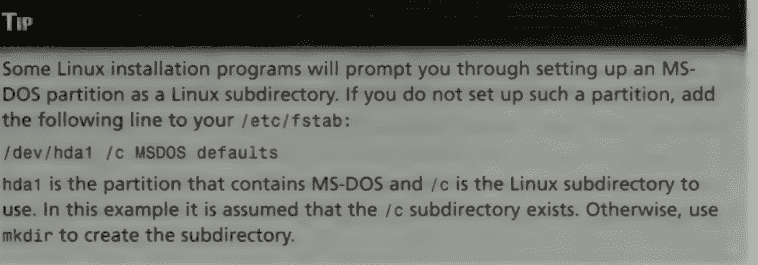 TIP
Some Linux installation programs will prompt you through setting up an MS-
DOS partition as a Linux subdirectory. If you do not set up such a partition, add
the following line to your /etc/fstab:
/dev/hda1 /c MSDOS defaults
hda1 is the partition that contains MS-DOS and /c is the Linux subdirectory to
use. In this example it is assumed that the /c subdirectory exists. Otherwise, use
mkdir to create the subdirectory.